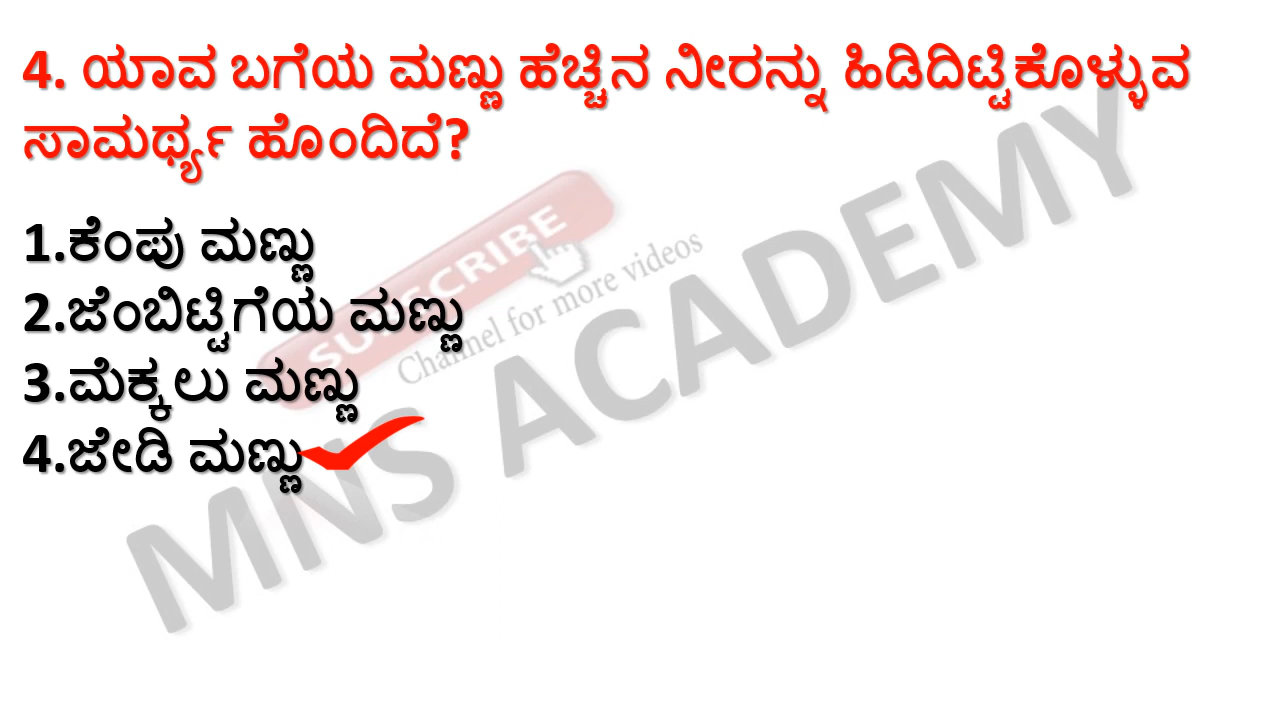 4. ಯಾವ ಬಗೆಯ ಮಣ್ಣು ಹೆಚ್ಚಿನ ನೀರನ್ನು ಹಿಡಿದಿಟ್ಟಿಕೊಳ್ಳುವ
ಸಾಮರ್ಥ್ಯ ಹೊಂದಿದೆ?
1.ಕೆಂಪು ಮಣ್ಣು
2.ಜೆಂಬಿಟ್ಟಿಗೆಯ ಮಣ್ಣು
3.ಮೆಕ್ಕಲು ಮಣ್ಣು
4.ಜೇಡಿ ಮಣ್ಣು
SUBSCRIBE
Channel for more videos
MNS ACADEMY